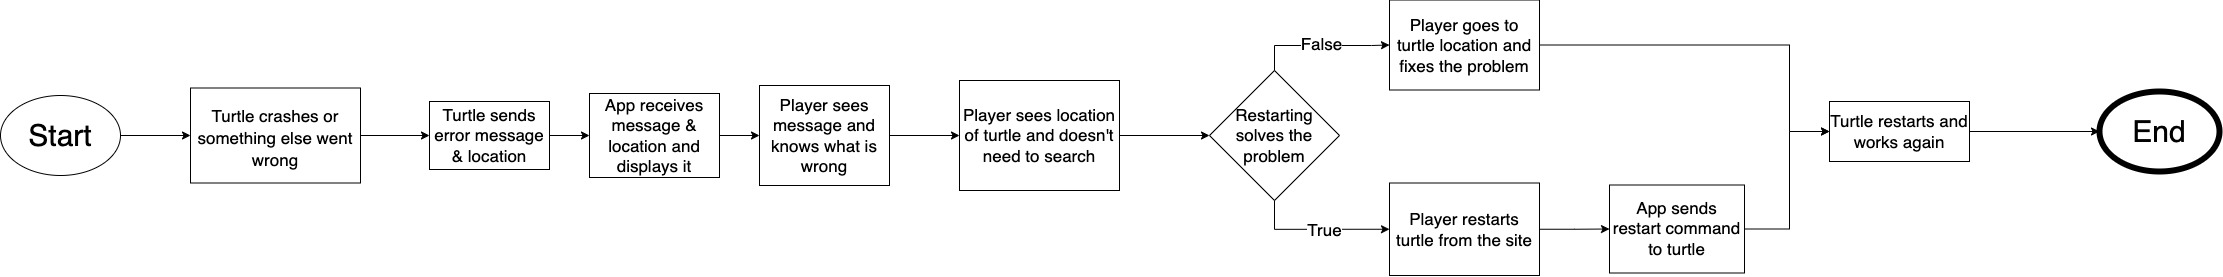 Start
Turtle crashes or
something else went
wrong
Turtle sends
error message
& location
App receives
message &
location and
displays it
Player sees
message and
knows what is
wrong
Player sees location
of turtle and doesn't
need to search
Restarting
solves the
problem
False
Player goes to
turtle location and
fixes the problem
True
Player restarts
turtle from the site
App sends
restart command
to turtle
Turtle restarts and
works again
End